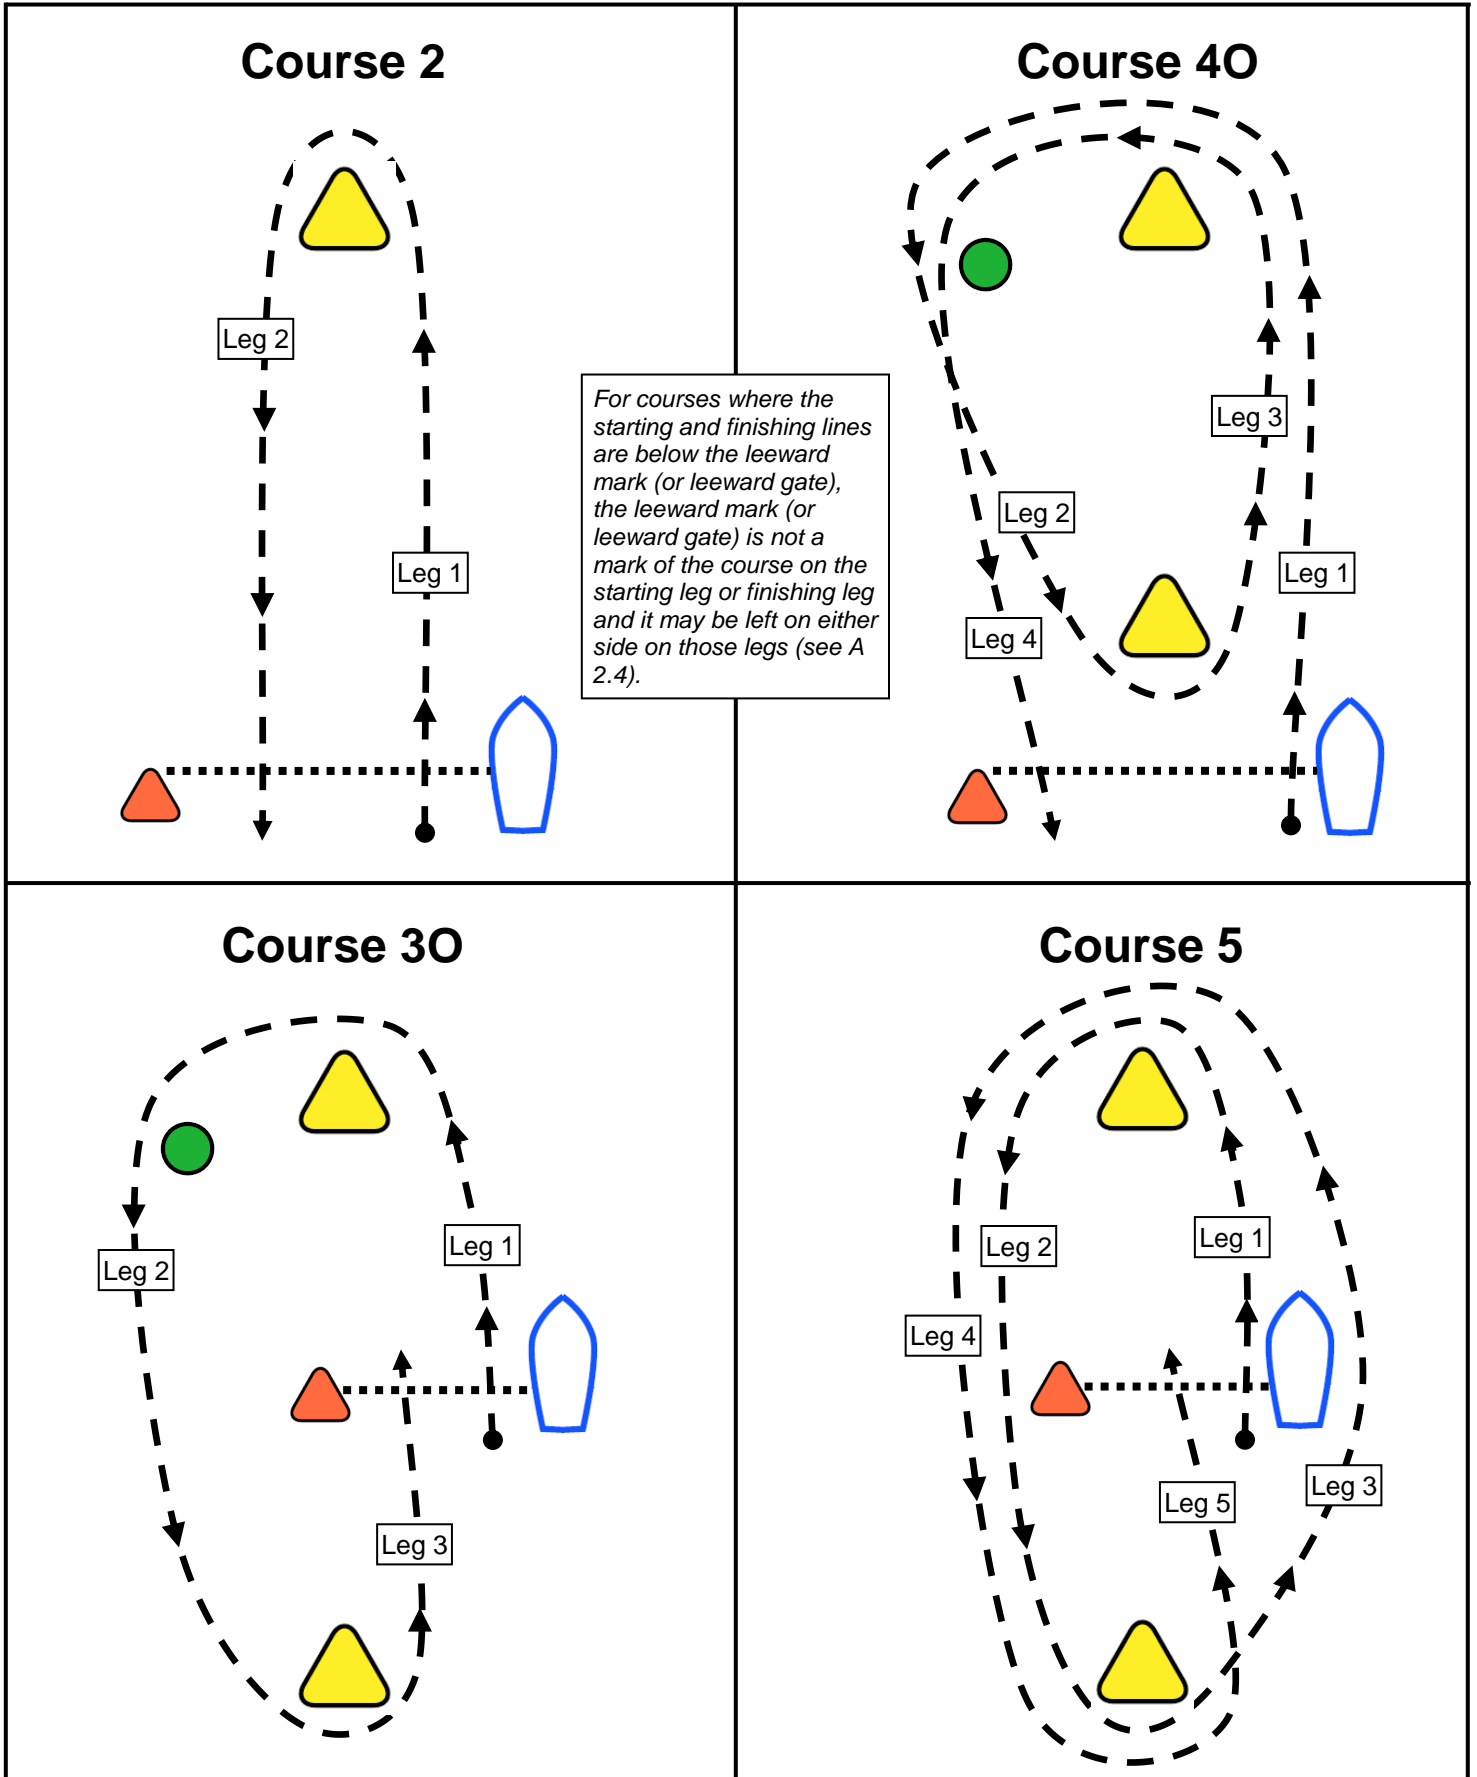 Course 2
Leg 2
Leg 1
Course 4O
Leg 3
Leg 2
Leg 1
Leg 4
For courses where the
starting and finishing lines
are below the leeward
mark (or leeward gate),
the leeward mark (or
leeward gate) is not a
mark of the course on the
starting leg or finishing leg
and it may be left on either
side on those legs (see A
2.4).
Course 3O
Leg 1
Leg 2
Leg 3
Course 5
Leg 1
Leg 2
Leg 4
Leg 3
Leg 5